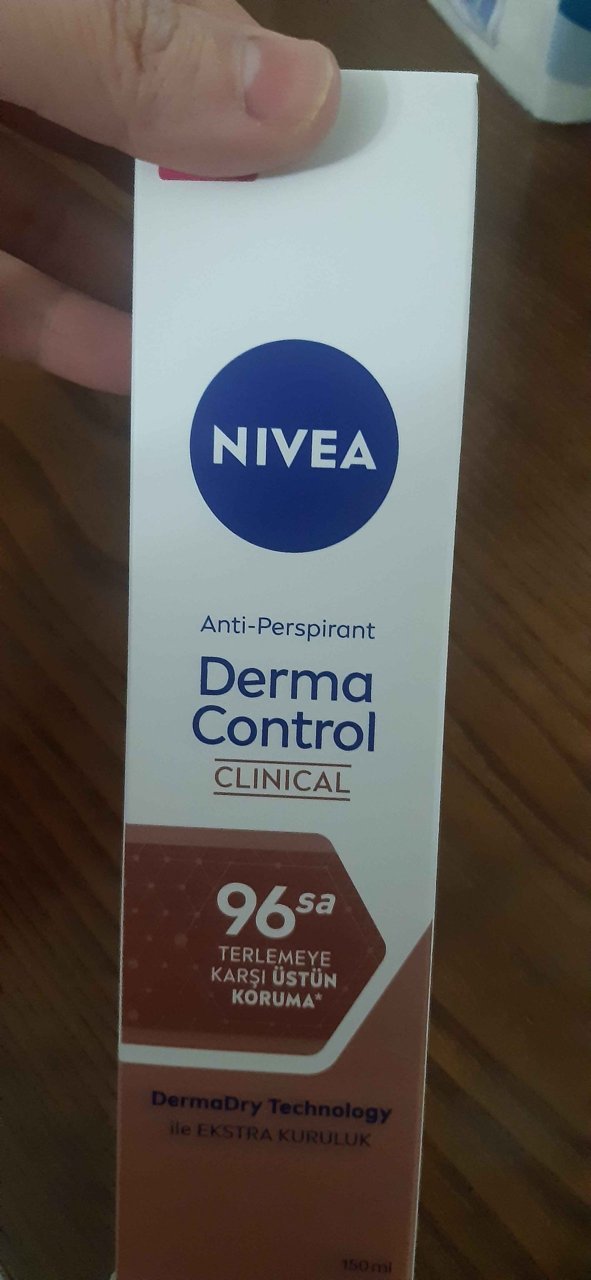 NIVEA
Anti-Perspirant
Derma
Control
CLINICAL
96sa
TERLEMEYE
KARŞI ÜSTÜN
KORUMA*
DermaDry Technology
ile EKSTRA KURULUK
150 ml